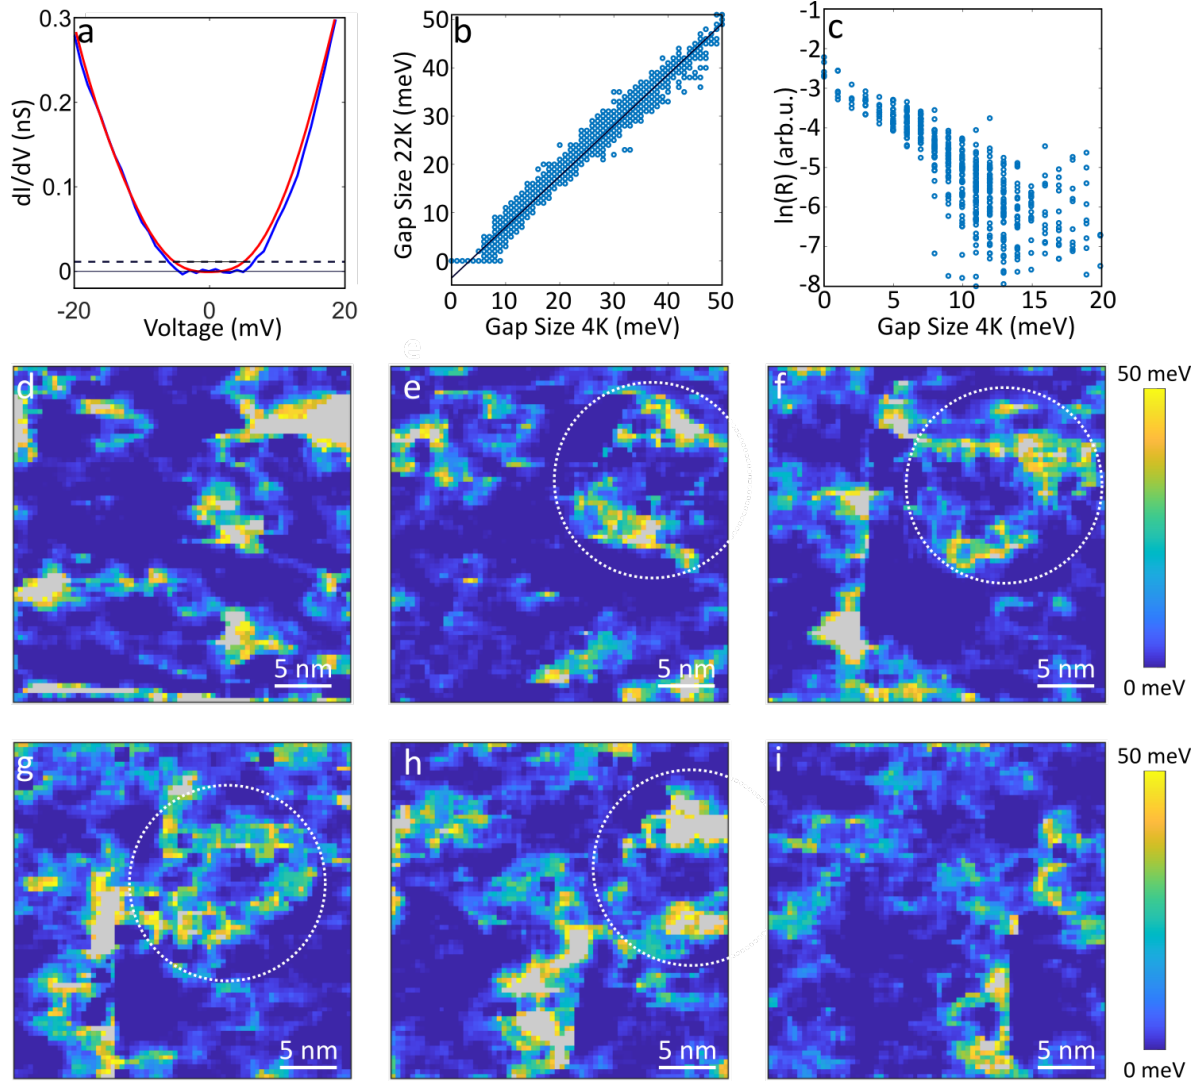 a
dI/dV (nS)
0.3
0.2
0.1
0
-20
0
20
Voltage (mV)
b
Gap Size 22K (meV)
50
40
30
20
10
0
0
10
20
30
40
50
Gap Size 4K (meV)
c
ln(R) (arb.u.)
-1
-2
-3
-4
-5
-6
-7
-8
0
5
10
15
20
Gap Size 4K (meV)
e
d
5 nm
e
5 nm
f
5 nm
50 meV
0 meV
g
5 nm
h
5 nm
i
50 meV
0 meV